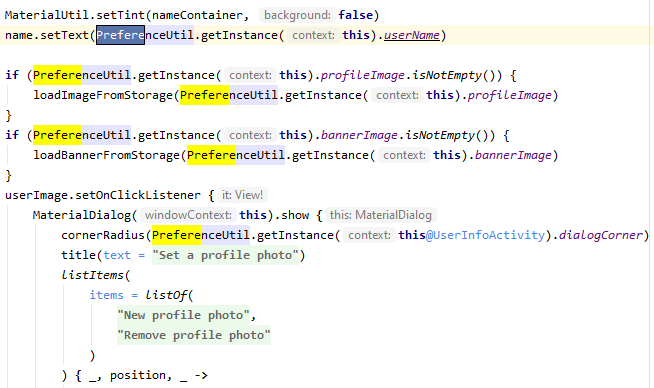 MaterialUtil.setTint(nameContainer, background: false)
name.setText(PreferenceUtil.getInstance( context: this).userName)
if (PreferenceUtil.getInstance( context: this).profileImage.isNotEmpty()) {
loadImageFromStorage(PreferenceUtil.getInstance( context: this).profileImage)
}
if (PreferenceUtil.getInstance( context: this).bannerImage.isNotEmpty()) {
loadBannerFromStorage(PreferenceUtil.getInstance( context: this).bannerImage)
}
userImage.setOnClickListener { it: View!
MaterialDialog( windowContext: this).show { this: MaterialDialog
cornerRadius(PreferenceUtil.getInstance( context: this@UserInfoActivity).dialogCorner)
title(text = "Set a profile photo")
listItems(
items = listOf(
"New profile photo",
"Remove profile photo"
)
) { _, position, _ ->